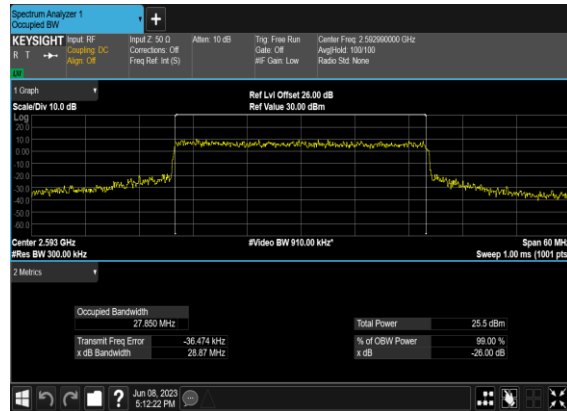 Spectrum Analyzer 1
Occupied BW
+
KEYSIGHT Input: RF Input Z: 50 Ω Atten: 10 dB Trig: Free Run Center Freq: 2.592990000 GHz
R T Coupling: DC Corrections: Off Gate: Off Avg|Hold: 100/100
Align: Off Freq Ref: Int (S) #IF Gain: Low Radio Std: None
1 Graph
Ref Lvl Offset 26.00 dB
Scale/Div 10.0 dB Ref Value 30.00 dBm
Log
20.0
10.0
0.00
-10.0
-20.0
-30.0
-40.0
-50.0
-60.0
Center 2.593 GHz #Video BW 910.00 kHz* Span 60 MHz
#Res BW 300.00 kHz Sweep 1.00 ms (1001 pts)
2 Metrics
Occupied Bandwidth
27.850 MHz Total Power 25.5 dBm
Transmit Freq Error -36.474 kHz % of OBW Power 99.00 %
x dB Bandwidth 28.87 MHz x dB -26.00 dB
? Jun 08, 2023
5:12:22 PM